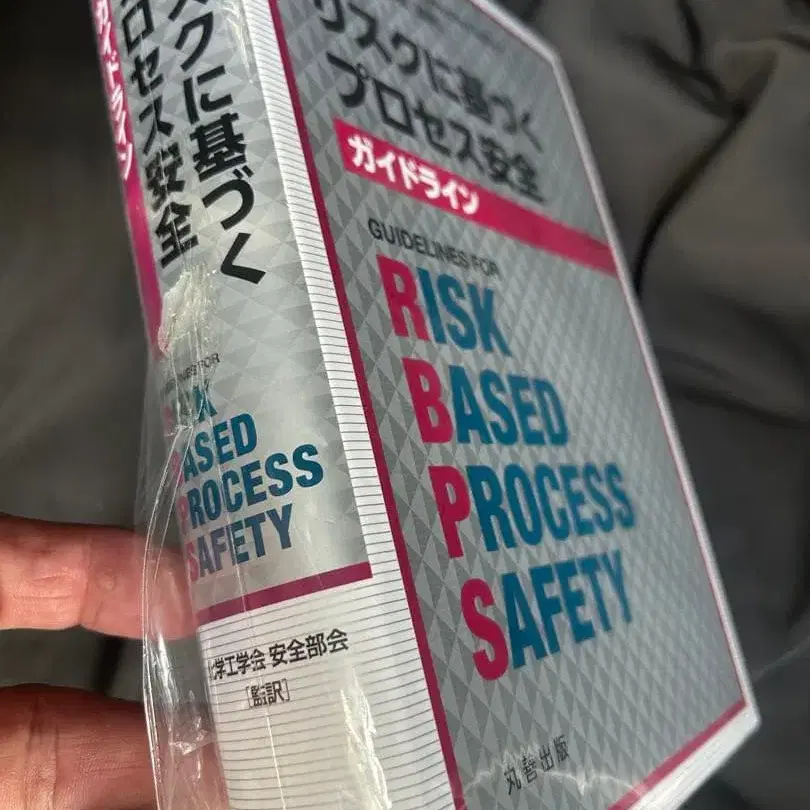 リスクに基づく
プロセス安全
ガイドライン
GUIDELINES FOR
RISK
BASED
PROCESS
SAFETY
丸善出版
スクに基づく
ロセス安全
ガイドライン
FOR
BASED
PROCESS
SAFETY
化学工学会 安全部会
[監訳]